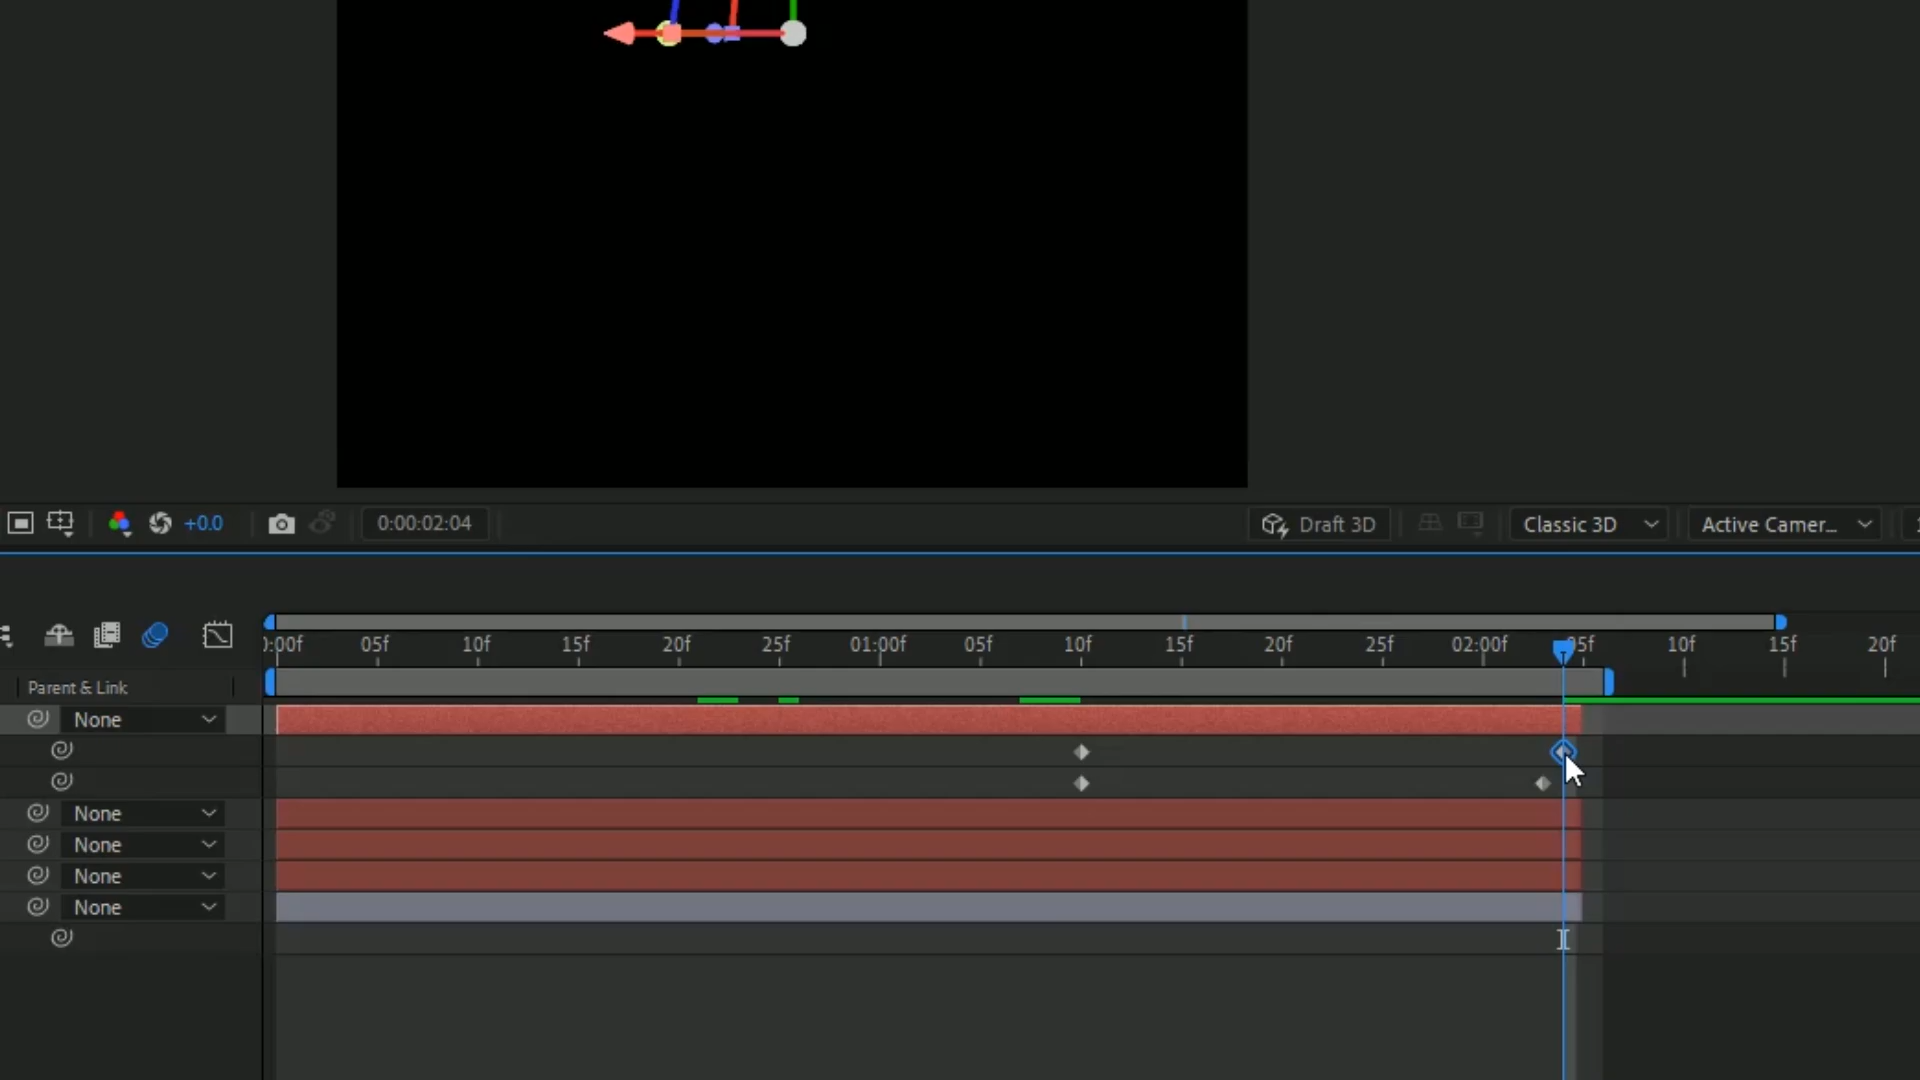 +0.0
0:00:02:04
Draft 3D
Classic 3D
Active Camer...
0:00f 05f 10f 15f 20f 25f 01:00f 05f 10f 15f 20f 25f 02:00f 05f 10f 15f 20f
Parent & Link
None
None
None
None
None